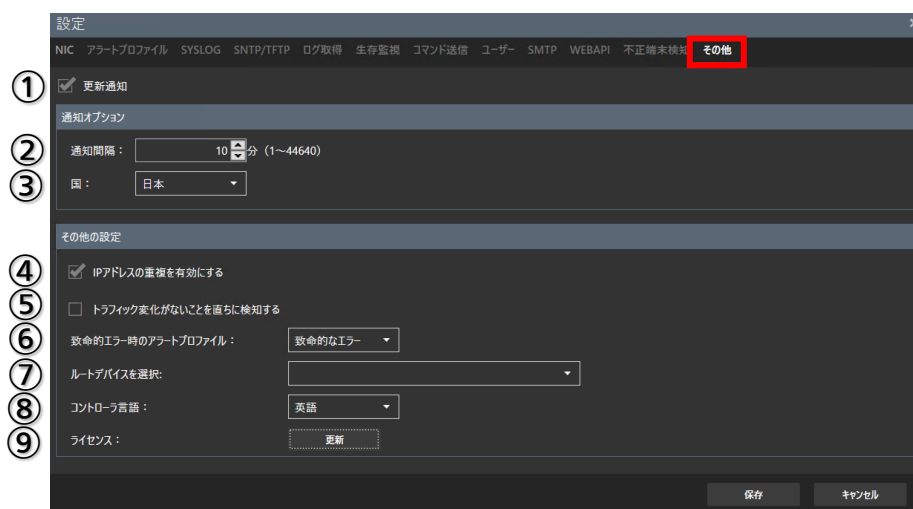 設定
NIC アラートプロファイル SYSLOG SNTP/TFTP ログ取得 生存監視 コマンド送信 ユーザー SMTP WEBAPI 不正端末検知 その他
① 更新通知
通知オプション
② 通知間隔： 10 分（1～44640）
③ 国： 日本
その他の設定
④ IPアドレスの重複を有効にする
⑤ トラフィック変化がないことを直ちに検知する
⑥ 致命的エラー時のアラートプロファイル： 致命的なエラー
⑦ ルートデバイスを選択:
⑧ コントローラ言語： 英語
⑨ ライセンス： 更新
保存 キャンセル